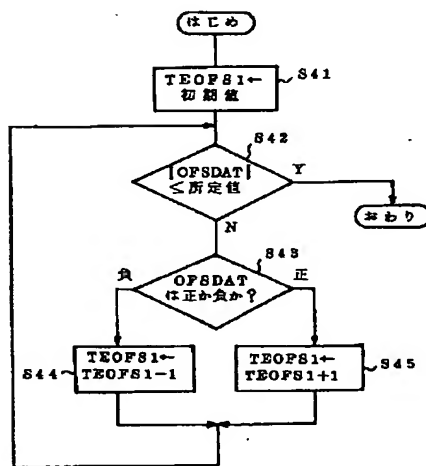 はじめ
S41
TEOFS1←
初期値
S42
|OFSDAT|
≤所定値
Y
おわり
N
S43
OFSDAT
は正か負か?
負
正
S44
TEOFS1←
TEOFS1-1
TEOFS1←
TEOFS1+1
S45